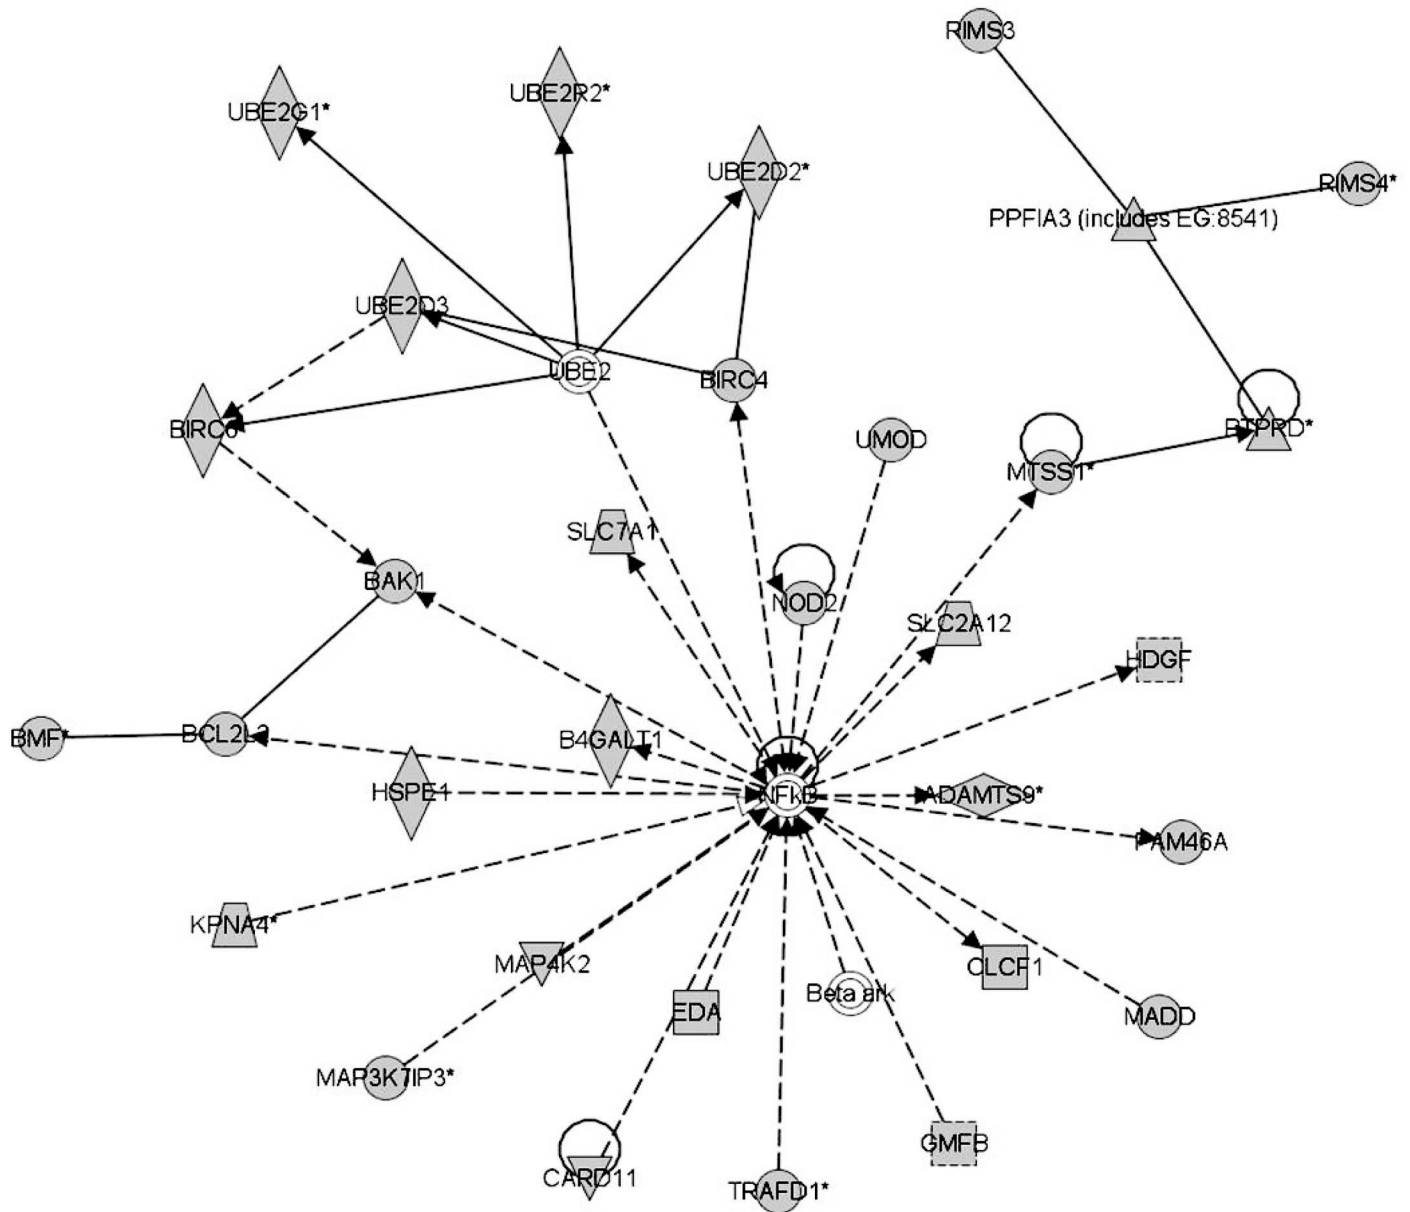 RIMS3
UBE2R2*
UBE2G1*
UBE2D2*
RIMS4*
PPFIA3 (includes EG:8541)
UBE2D3
UBE2
BIRC4
BIRC6
UMOD
PTPRD*
MTSS1*
SLC7A1
BAK1
NOD2
SLC2A12
HDGF
BMF*
BCL2L2
B4GALT1
HSPE1
NFkB
ADAMTS9*
FAM46A
KPNA4*
MAP4K2
CLCF1
Beta ark
EDA
MADD
MAP3K7IP3*
GMFB
CARD11
TRAFD1*